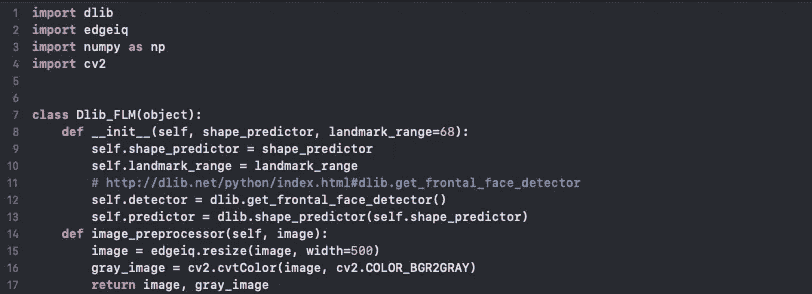 1 import dlib
2 import edgeiq
3 import numpy as np
4 import cv2
5
6
7 class Dlib_FLM(object):
8     def __init__(self, shape_predictor, landmark_range=68):
9         self.shape_predictor = shape_predictor
10         self.landmark_range = landmark_range
11         # http://dlib.net/python/index.html#dlib.get_frontal_face_detector
12         self.detector = dlib.get_frontal_face_detector()
13         self.predictor = dlib.shape_predictor(self.shape_predictor)
14     def image_preprocessor(self, image):
15         image = edgeiq.resize(image, width=500)
16         gray_image = cv2.cvtColor(image, cv2.COLOR_BGR2GRAY)
17         return image, gray_image